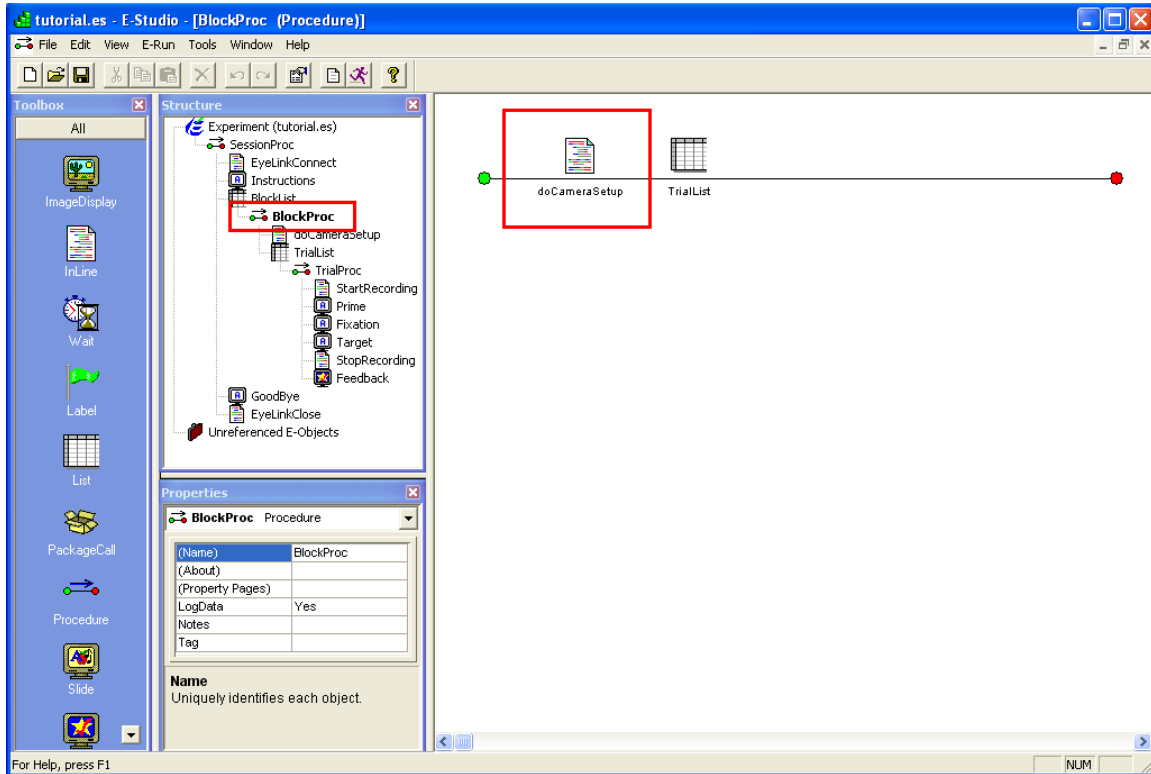 tutorial.es - E-Studio - [BlockProc (Procedure)]
File Edit View E-Run Tools Window Help
Toolbox
All
ImageDisplay
InLine
Wait
Label
List
PackageCall
Procedure
Slide
Structure
Experiment (tutorial.es)
SessionProc
EyeLinkConnect
Instructions
BlockList
BlockProc
doCameraSetup
TrialList
TrialProc
StartRecording
Prime
Fixation
Target
StopRecording
Feedback
GoodBye
EyeLinkClose
Unreferenced E-Objects
Properties
BlockProc Procedure
(Name) BlockProc
(About)
(Property Pages)
LogData Yes
Notes
Tag
Name
Uniquely identifies each object.
doCameraSetup
TrialList
For Help, press F1
NUM